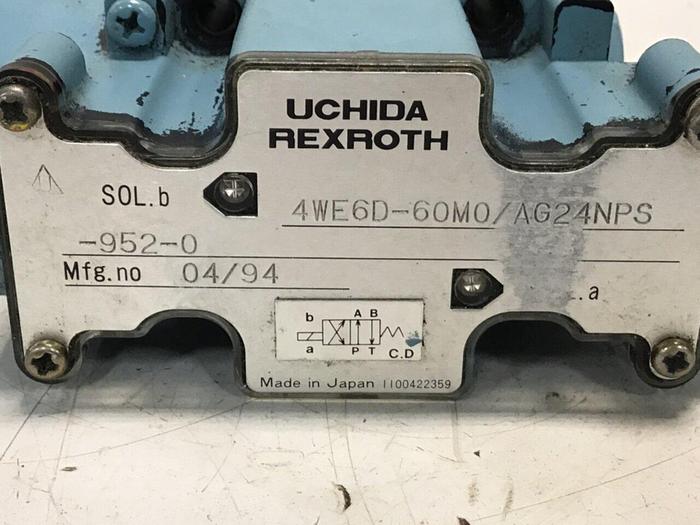 UCHIDA
REXROTH
SOL.b
4WE6D-60M0/AG24NPS
-952-0
Mfg.no 04/94
.a
b A B
a P T C.D
Made in Japan 1100422359